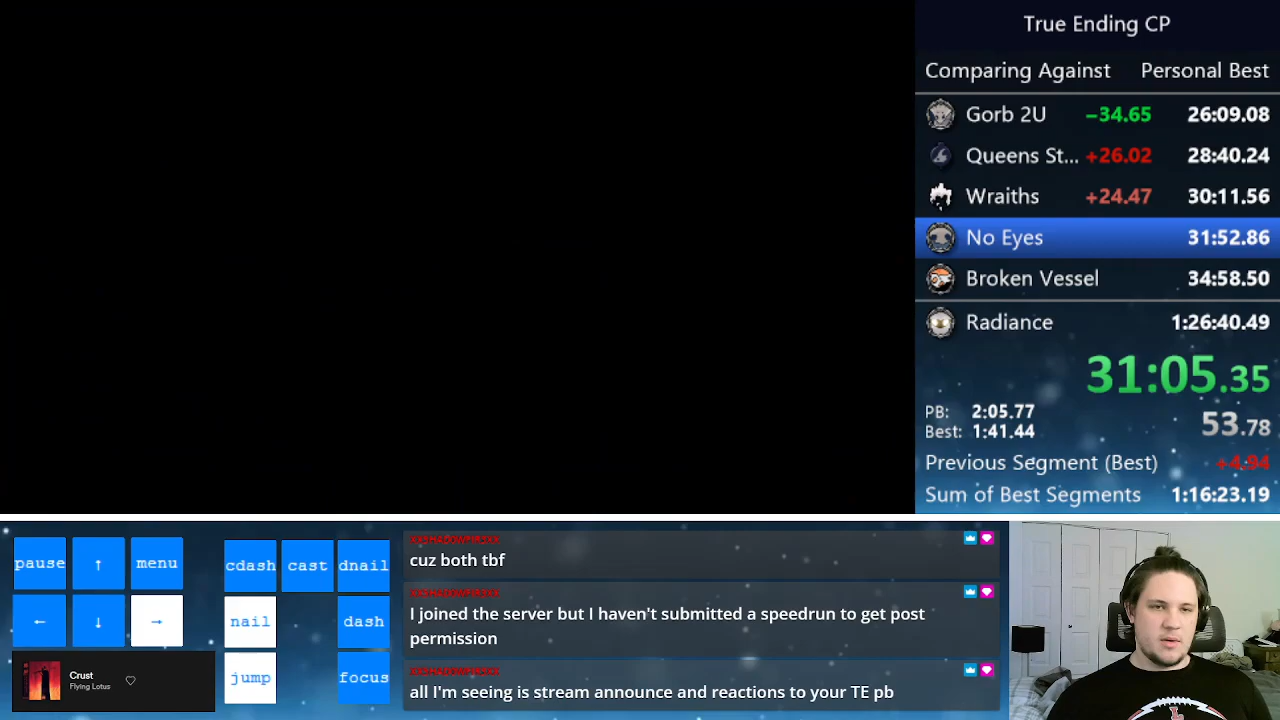 True Ending CP
Comparing Against Personal Best
Gorb 2U -34.65 26:09.08
Queens St... +26.02 28:40.24
Wraiths +24.47 30:11.56
No Eyes 31:52.86
Broken Vessel 34:58.50
Radiance 1:26:40.49
31:05.35
PB: 2:05.77 53.78
Best: 1:41.44
Previous Segment (Best) +4.94
Sum of Best Segments 1:16:23.19
pause ↑ menu cdash cast dnail
← ↓ → nail dash
jump focus
Crust
Flying Lotus
cuz both tbf
I joined the server but I haven't submitted a speedrun to get post
permission
all I'm seeing is stream announce and reactions to your TE pb